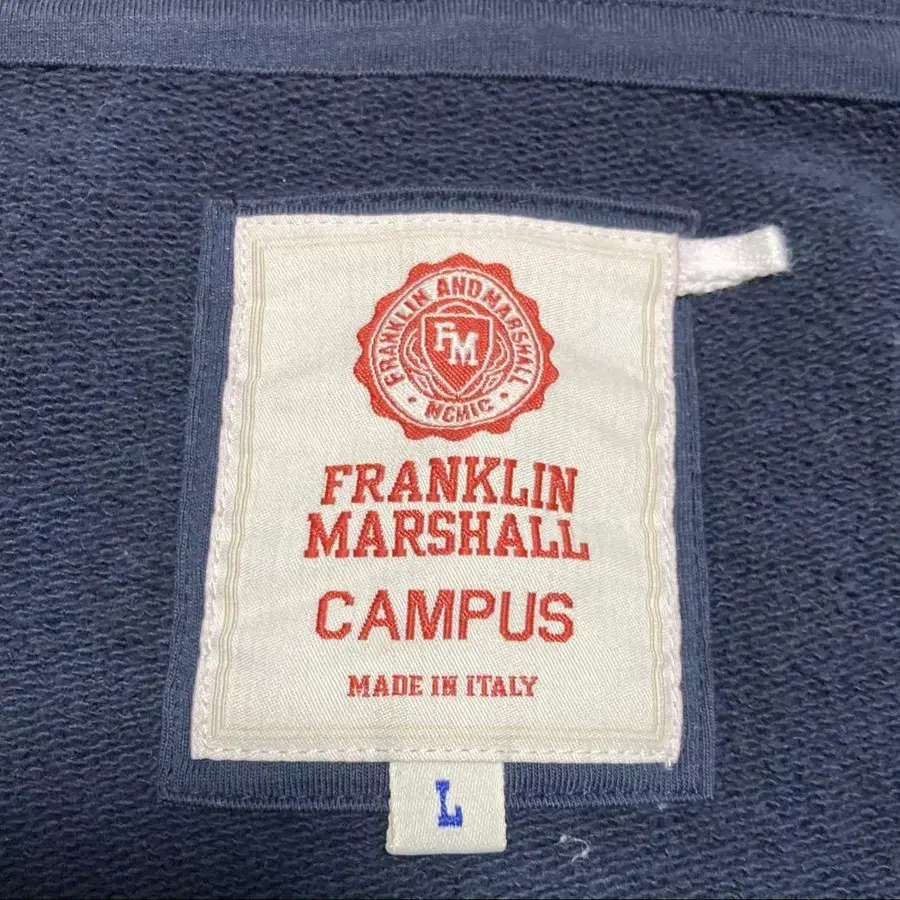 FRANKLIN AND MARSHALL
FM
• MCMIC •
FRANKLIN
MARSHALL
CAMPUS
MADE IN ITALY
L